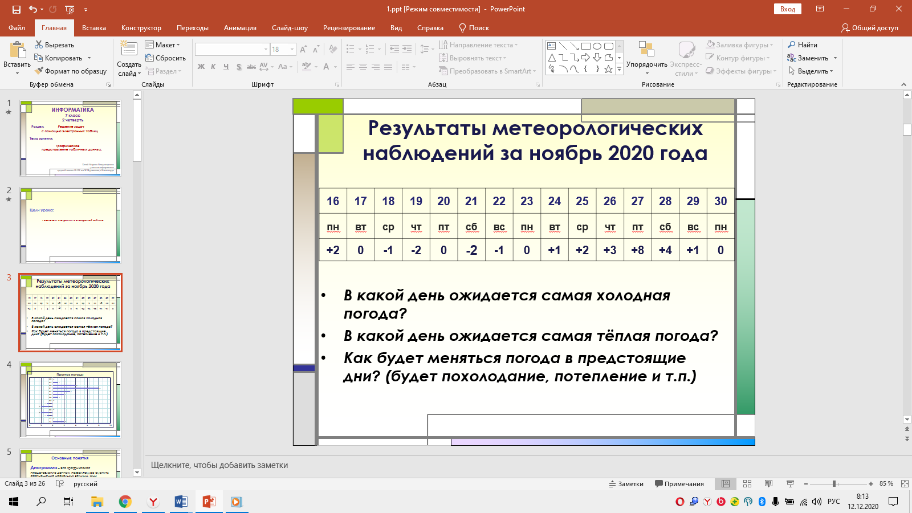 1.ppt [Режим совместимости] - PowerPoint
Вход
Файл Главная Вставка Конструктор Переходы Анимация Слайд-шоу Рецензирование Вид Справка Поиск Общий доступ
Вставить
Вырезать
Копировать
Формат по образцу
Буфер обмена
Создать слайд
Макет
Сбросить
Раздел
Слайды
18
Шрифт
Направление текста
Выровнять текст
Преобразовать в SmartArt
Абзац
Упорядочить
Экспресс-стили
Заливка фигуры
Контур фигуры
Эффекты фигуры
Рисование
Найти
Заменить
Выделить
Редактирование
1
ИНФОРМАТИКА
2
3
Результаты метеорологических
наблюдений за ноябрь 2020 года
4
5
Основные понятия
Результаты метеорологических
наблюдений за ноябрь 2020 года
16 17 18 19 20 21 22 23 24 25 26 27 28 29 30
пн вт ср чт пт сб вс пн вт ср чт пт сб вс пн
+2 0 -1 -2 0 -2 -1 0 +1 +2 +3 +8 +4 +1 0
• В какой день ожидается самая холодная
погода?
• В какой день ожидается самая тёплая погода?
• Как будет меняться погода в предстоящие
дни? (будет похолодание, потепление и т.п.)
Щелкните, чтобы добавить заметки
Слайд 3 из 26 русский Заметки Примечания 85 %
РУС
8:13
12.12.2020